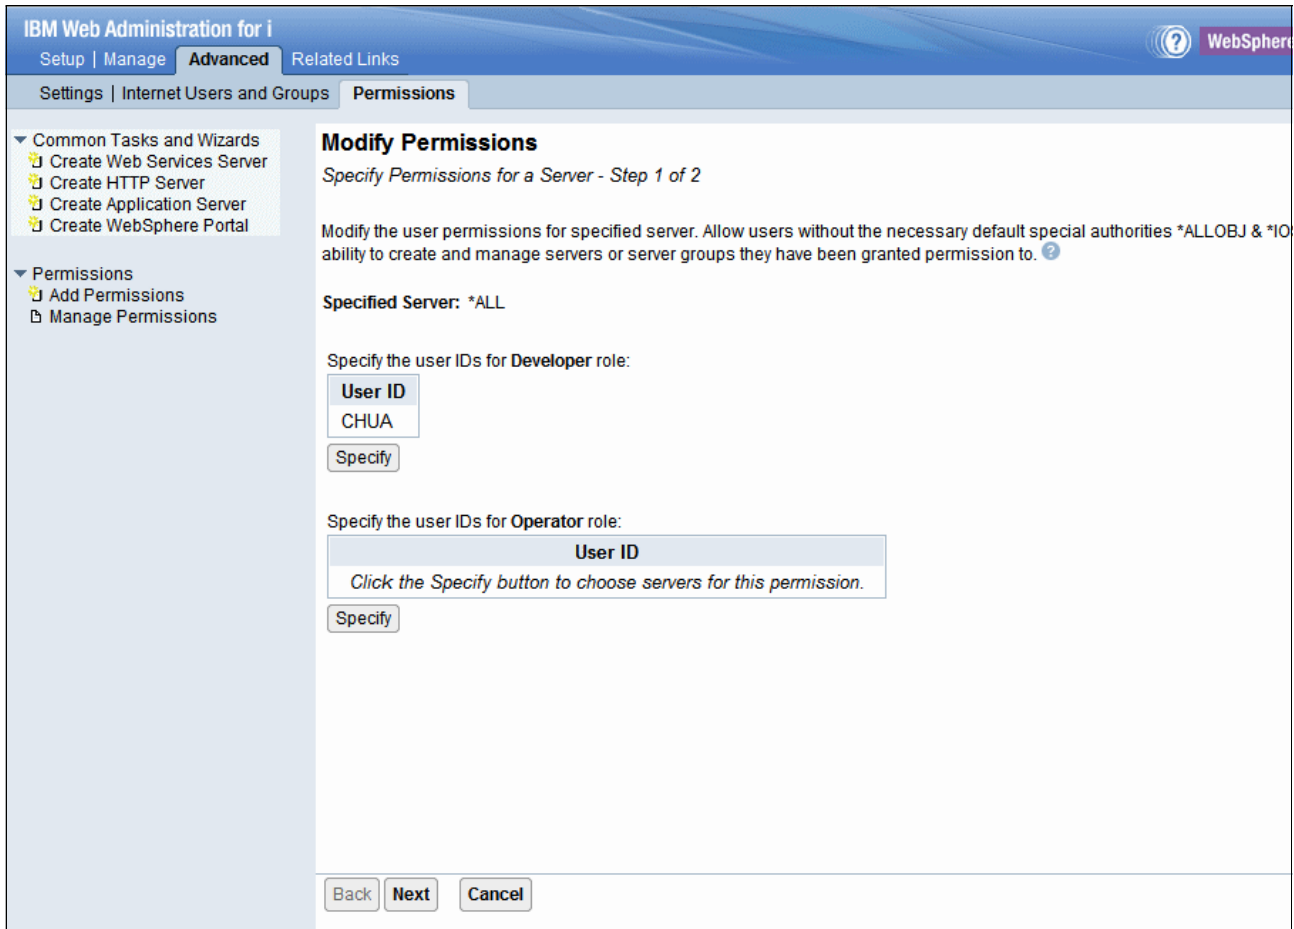 IBM Web Administration for i
WebSphere
Setup | Manage Advanced Related Links
Settings | Internet Users and Groups Permissions
Common Tasks and Wizards
Create Web Services Server
Create HTTP Server
Create Application Server
Create WebSphere Portal
Permissions
Add Permissions
Manage Permissions
Modify Permissions
Specify Permissions for a Server - Step 1 of 2
Modify the user permissions for specified server. Allow users without the necessary default special authorities *ALLOBJ & *IO
ability to create and manage servers or server groups they have been granted permission to. ?
Specified Server: *ALL
Specify the user IDs for Developer role:
User ID
CHUA
Specify
Specify the user IDs for Operator role:
User ID
Click the Specify button to choose servers for this permission.
Specify
Back Next Cancel